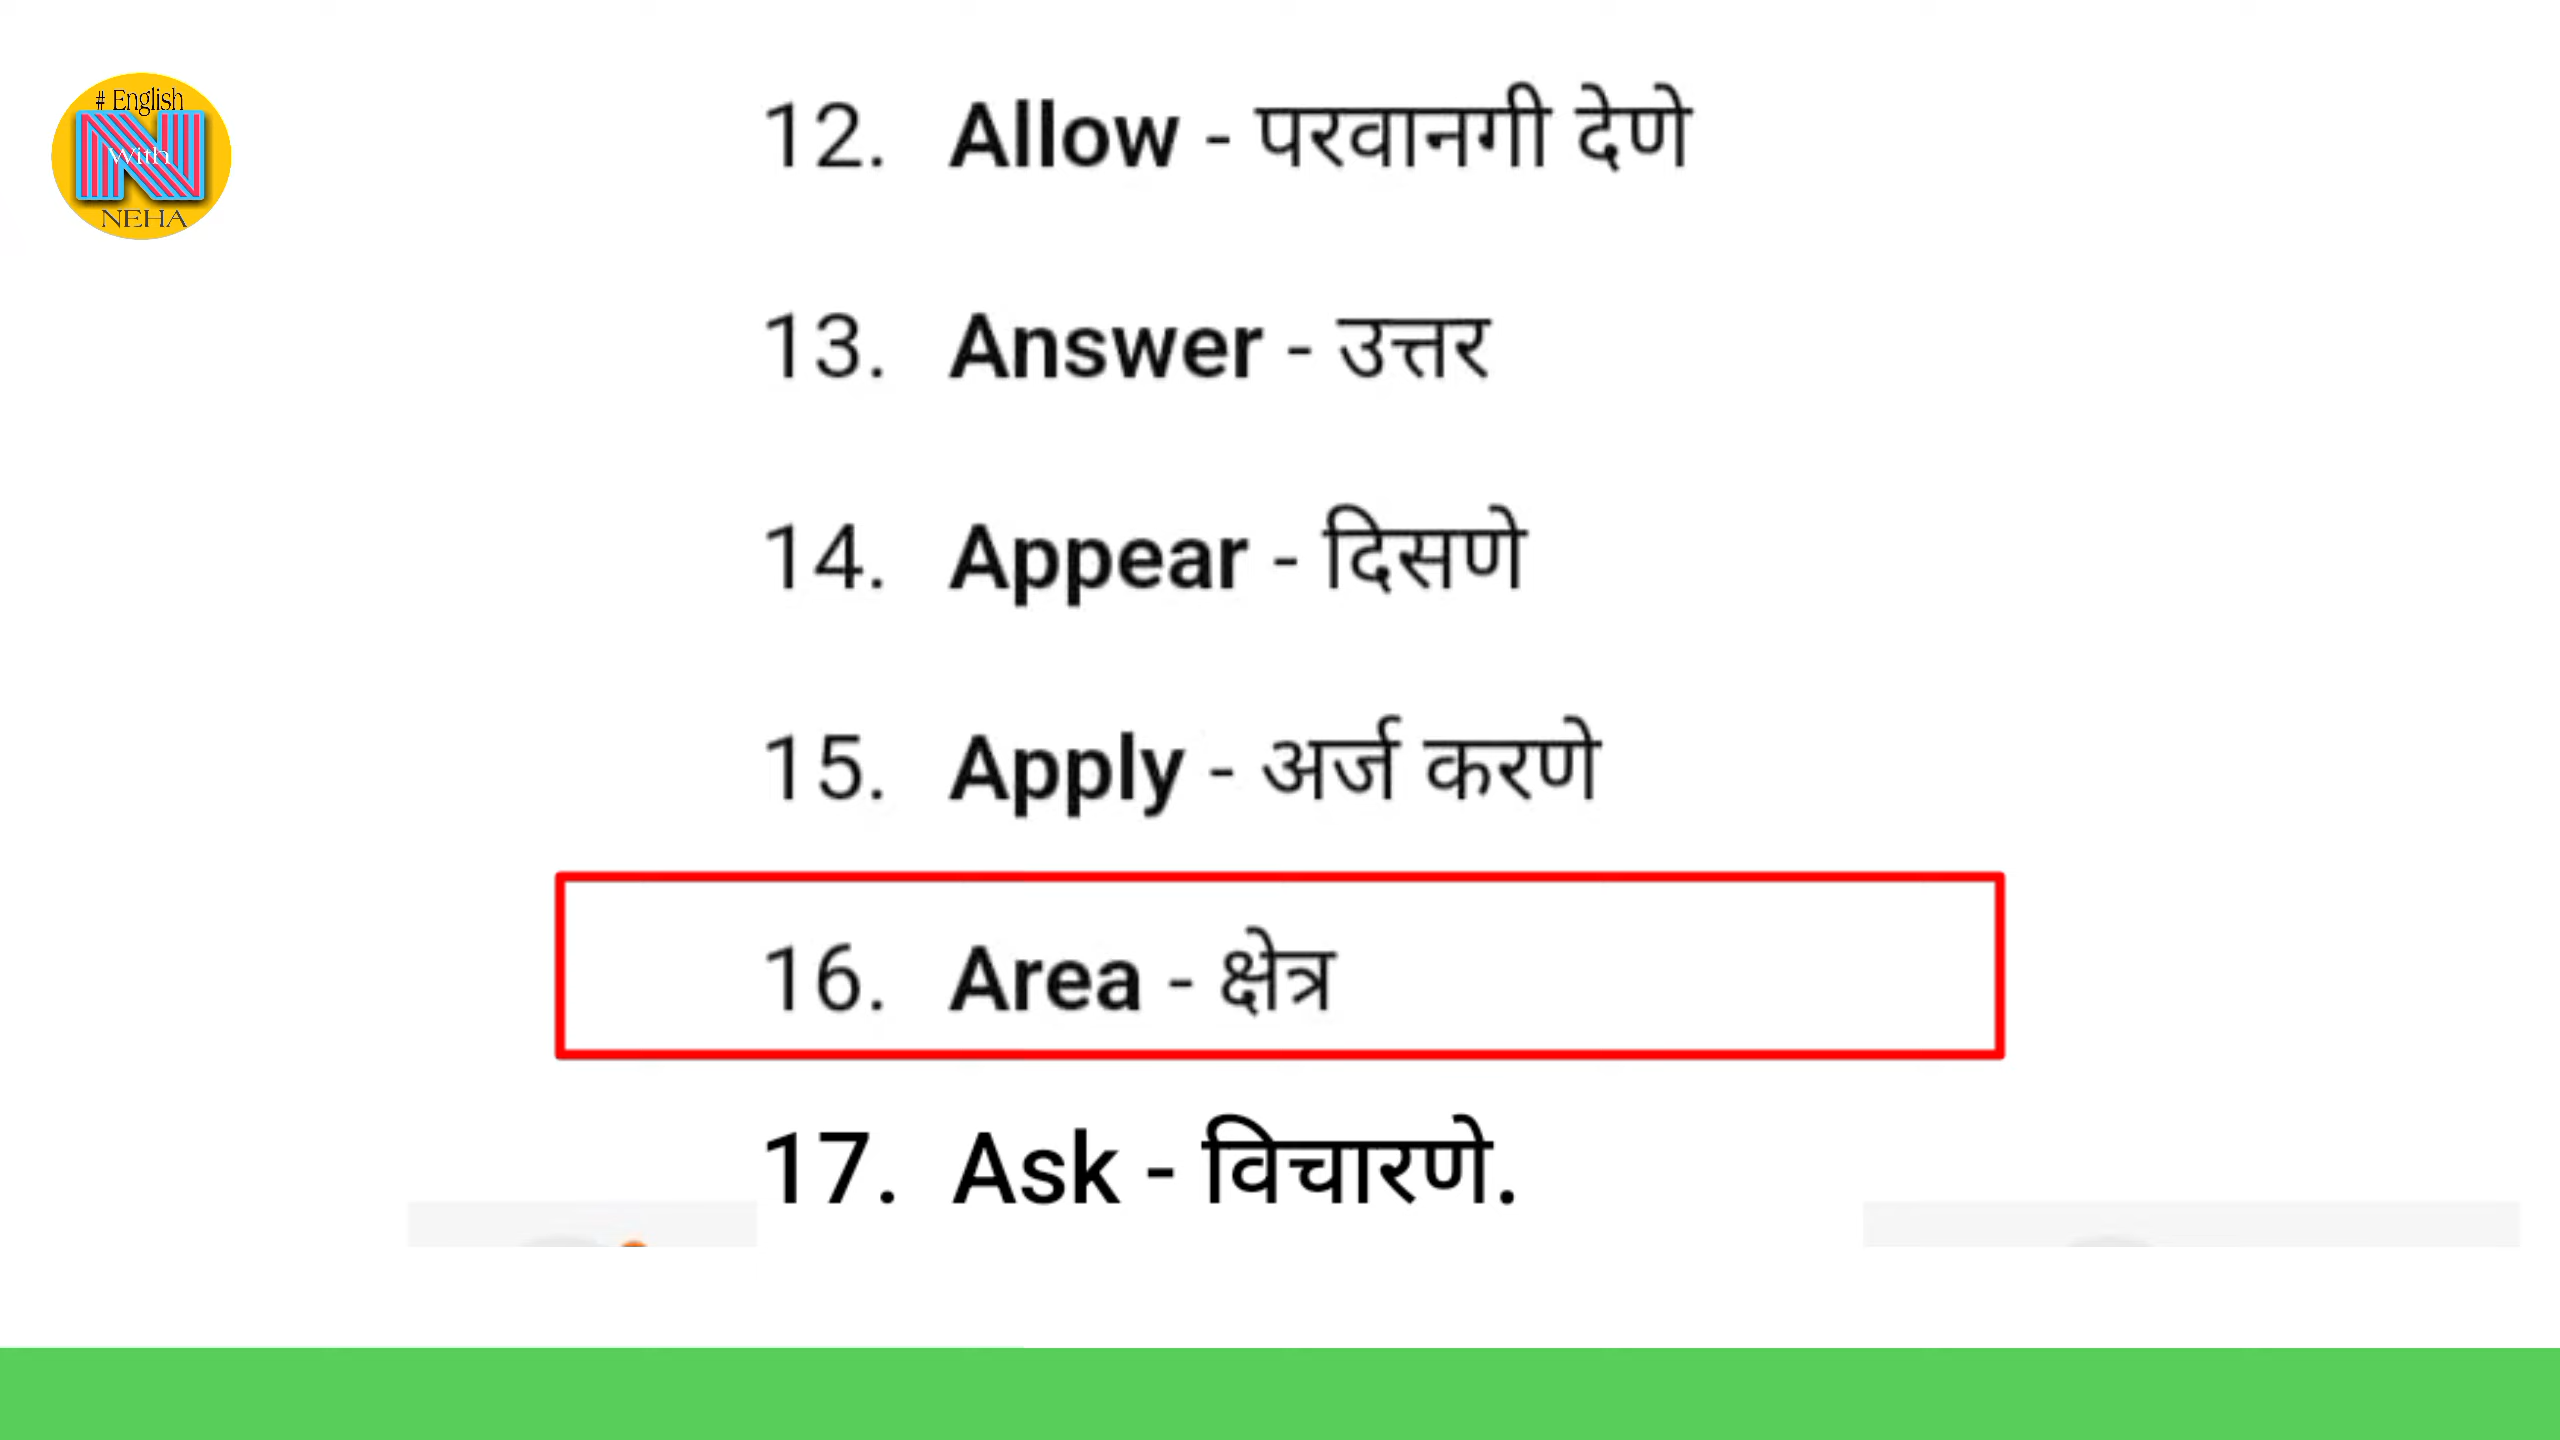 # English
With
NEHA
12. Allow - परवानगी देणे
13. Answer - उत्तर
14. Appear - दिसणे
15. Apply - अर्ज करणे
16. Area - क्षेत्र
17. Ask - विचारणे.